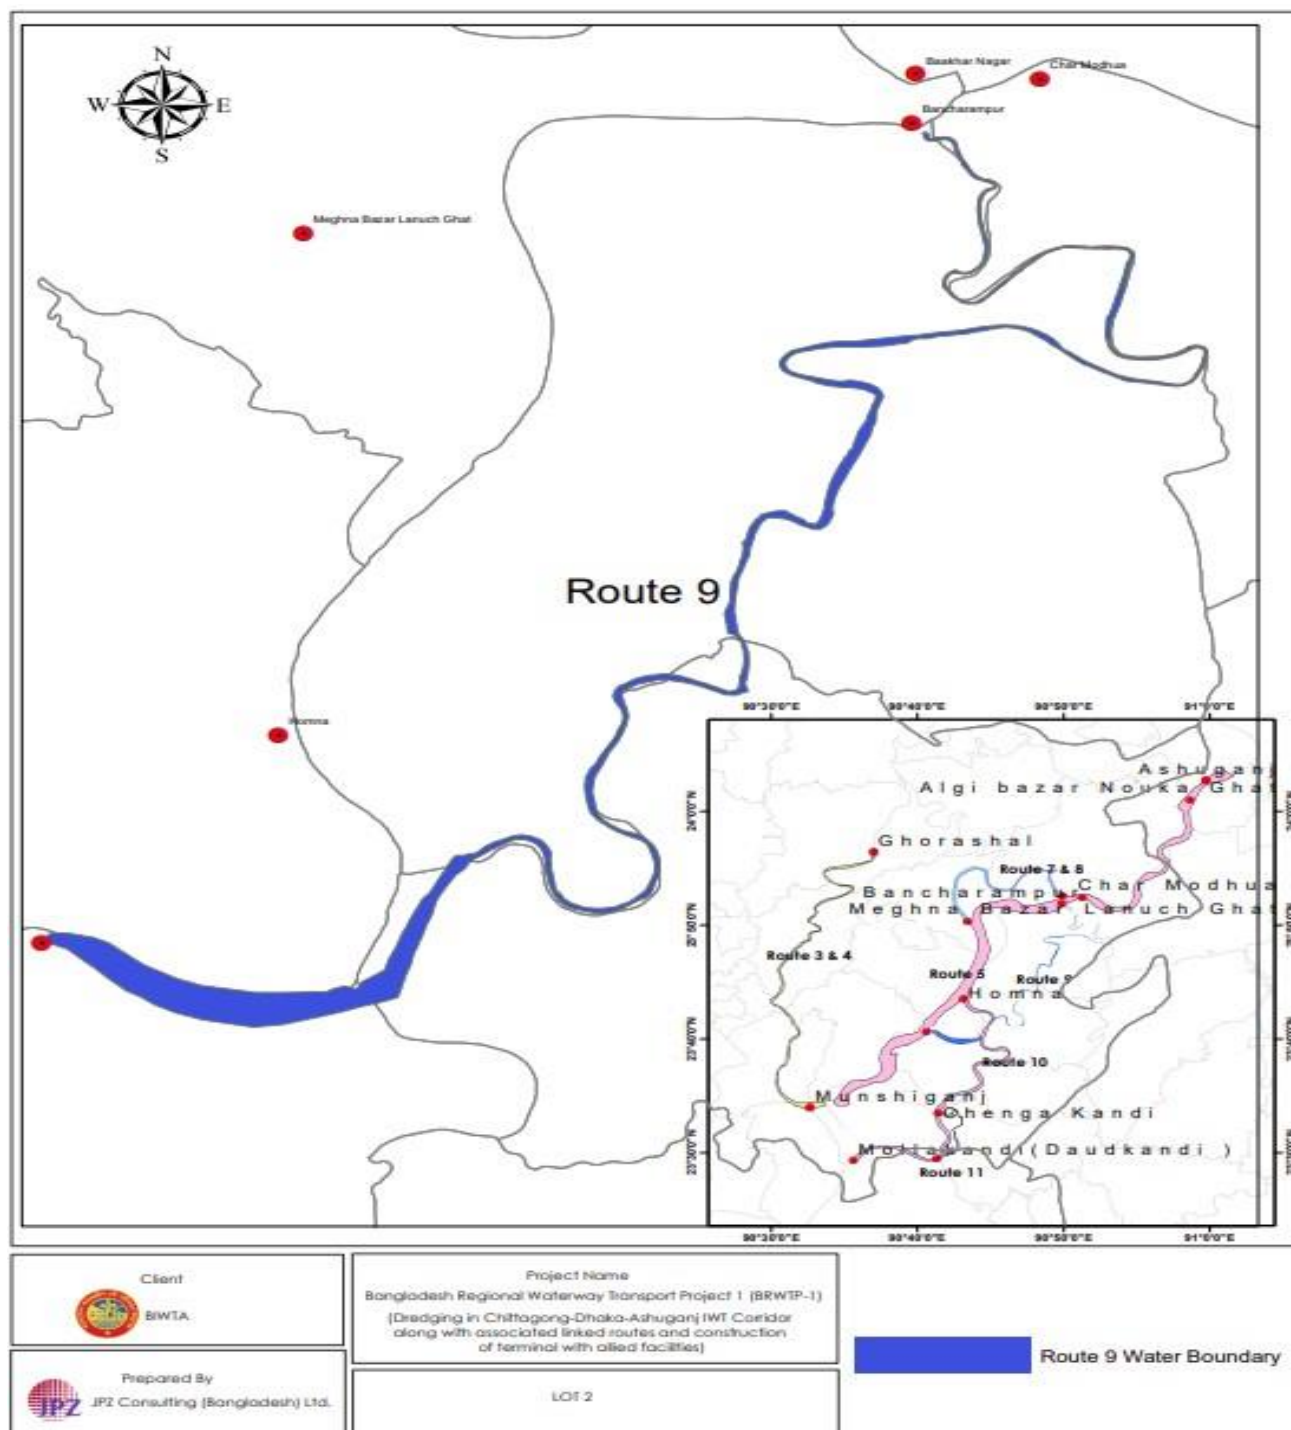 N
W E
S
Baakhar Nagar
Char Modhua
Bancharampur
Meghna Bazar Lanuch Ghat
Route 9
Homna
90°30'0"E 90°40'0"E 90°50'0"E 91°0'0"E
Ashuganj
Algi bazar Nouka Ghat
24°0'0"N
Ghorashal
Route 7 & 8
Bancharampur
Char Modhua
Meghna Bazar Lanuch Ghat
Route 3 & 4
Route 5
Route 9
Homna
23°40'0"N
Route 10
Munshiganj
Chenga Kandi
23°30'0"N
(Daudkandi )
Route 11
90°30'0"E 90°40'0"E 90°50'0"E 91°0'0"E
Client
BIWTA
Project Name
Bangladesh Regional Waterway Transport Project 1 (BRWTP-1)
(Dredging in Chittagong-Dhaka-Ashuganj IWT Corridor
along with associated linked routes and construction
of terminal with allied facilities)
Route 9 Water Boundary
Prepared By
JPZ
JPZ Consulting (Bangladesh) Ltd.
LOT 2